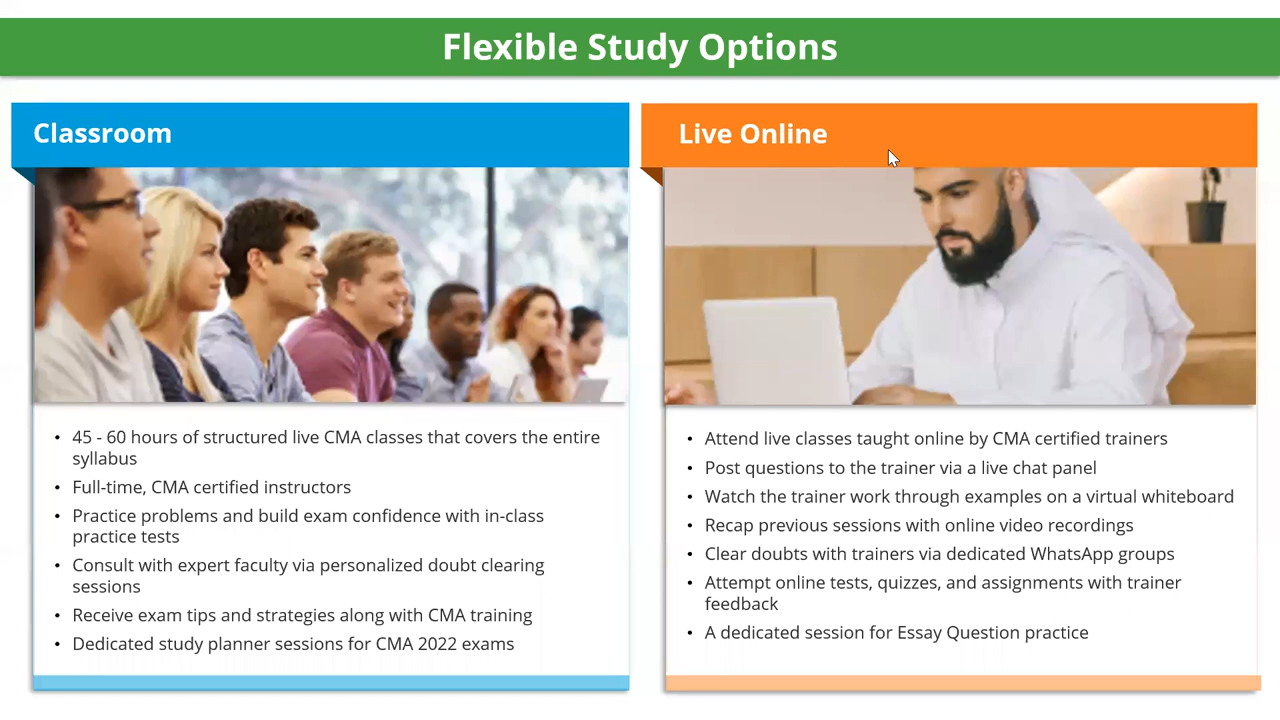 Flexible Study Options
Classroom
45 - 60 hours of structured live CMA classes that covers the entire
syllabus
Full-time, CMA certified instructors
Practice problems and build exam confidence with in-class
practice tests
Consult with expert faculty via personalized doubt clearing
sessions
Receive exam tips and strategies along with CMA training
Dedicated study planner sessions for CMA 2022 exams
Live Online
Attend live classes taught online by CMA certified trainers
Post questions to the trainer via a live chat panel
Watch the trainer work through examples on a virtual whiteboard
Recap previous sessions with online video recordings
Clear doubts with trainers via dedicated WhatsApp groups
Attempt online tests, quizzes, and assignments with trainer
feedback
A dedicated session for Essay Question practice